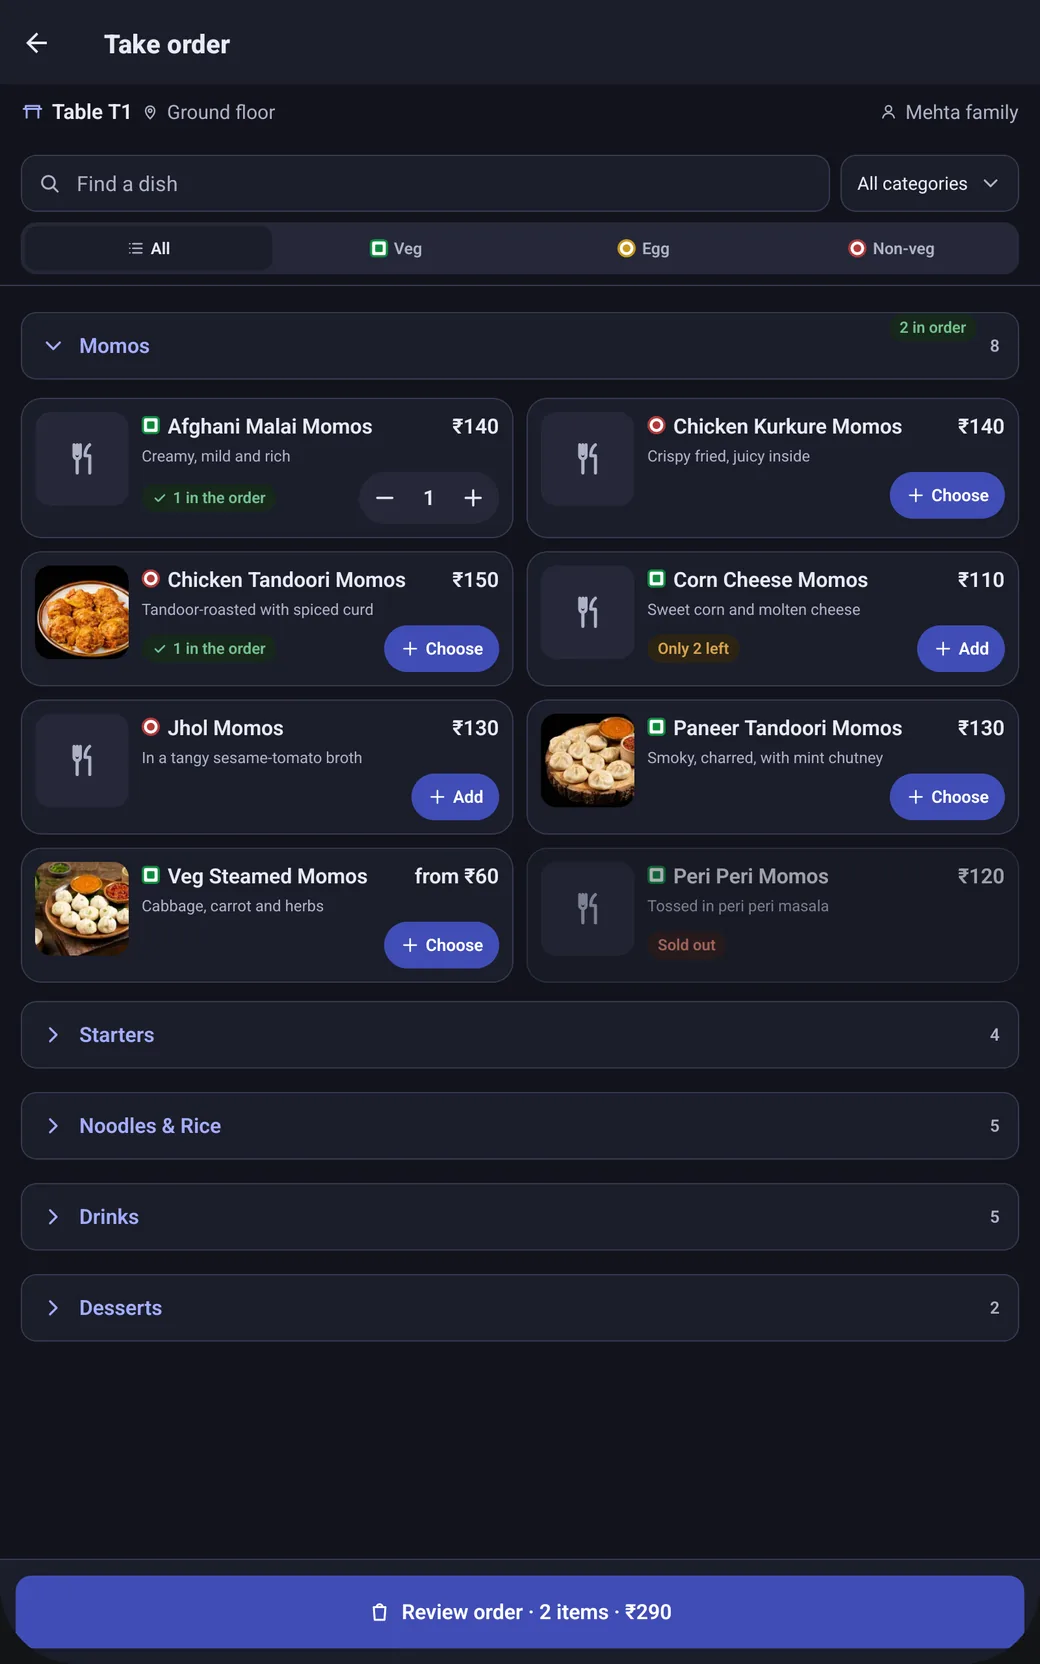 Take order
Table T1 Ground floor Mehta family
Find a dish All categories
All Veg Egg Non-veg
Momos 2 in order 8
Afghani Malai Momos ₹140
Creamy, mild and rich
1 in the order 1
Chicken Kurkure Momos ₹140
Crispy fried, juicy inside
Choose
Chicken Tandoori Momos ₹150
Tandoor-roasted with spiced curd
1 in the order Choose
Corn Cheese Momos ₹110
Sweet corn and molten cheese
Only 2 left Add
Jhol Momos ₹130
In a tangy sesame-tomato broth
Add
Paneer Tandoori Momos ₹130
Smoky, charred, with mint chutney
Choose
Veg Steamed Momos from ₹60
Cabbage, carrot and herbs
Choose
Peri Peri Momos ₹120
Tossed in peri peri masala
Sold out
Starters 4
Noodles & Rice 5
Drinks 5
Desserts 2
Review order · 2 items · ₹290